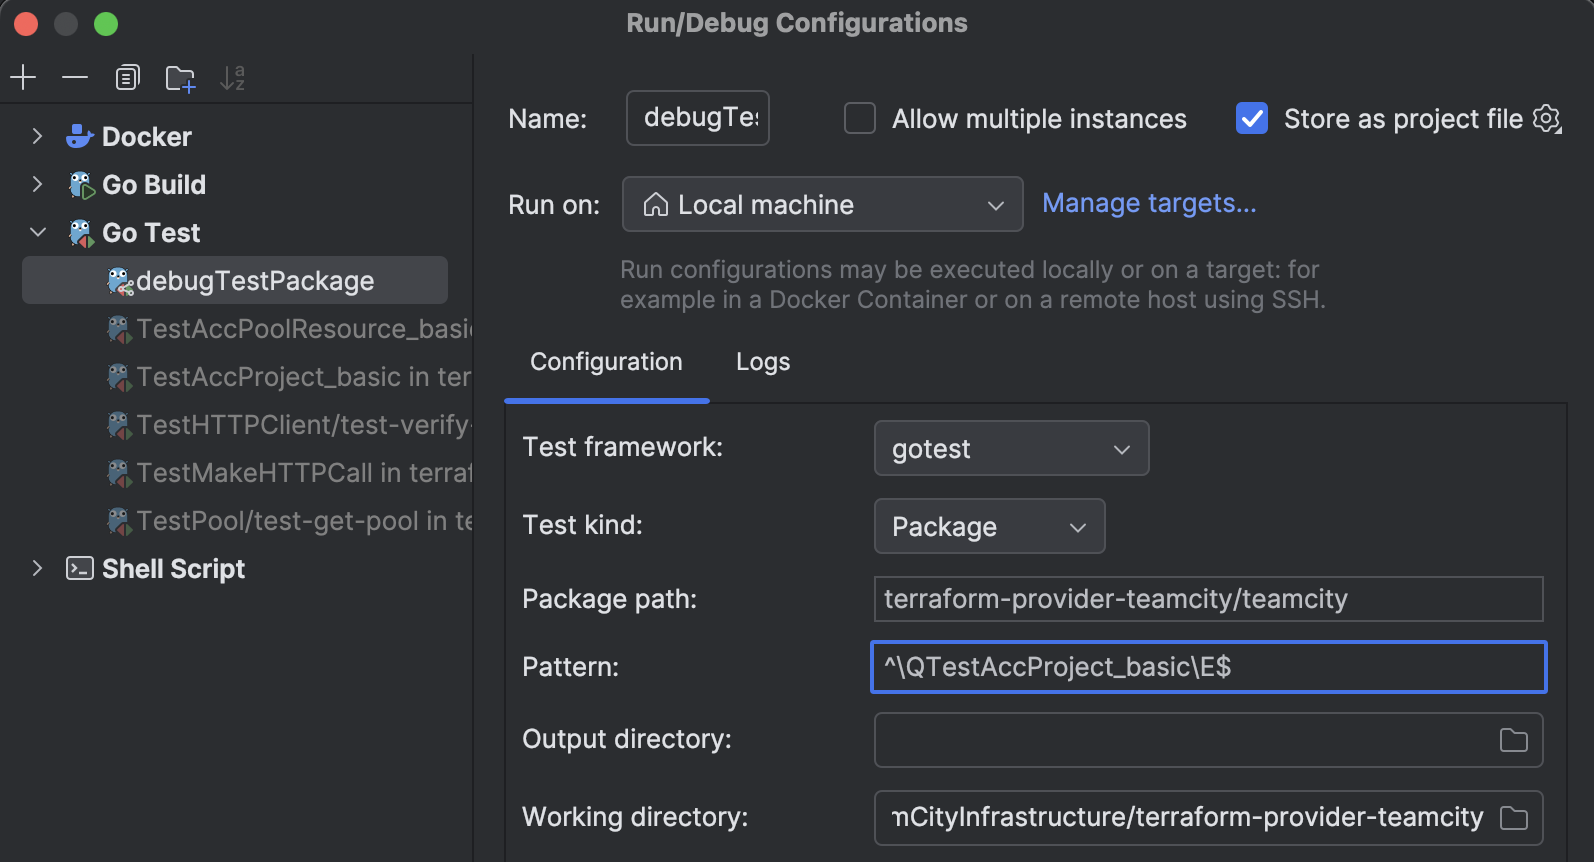 Run/Debug Configurations
Docker
Go Build
Go Test
debugTestPackage
TestAccPoolResource_basic
TestAccProject_basic in ter
TestHTTPClient/test-verify-
TestMakeHTTPCall in terraf
TestPool/test-get-pool in te
Shell Script
Name: debugTes Allow multiple instances Store as project file
Run on: Local machine Manage targets...
Run configurations may be executed locally or on a target: for
example in a Docker Container or on a remote host using SSH.
Configuration Logs
Test framework: gotest
Test kind: Package
Package path: terraform-provider-teamcity/teamcity
Pattern: ^\QTestAccProject_basic\E$
Output directory:
Working directory: mCityInfrastructure/terraform-provider-teamcity